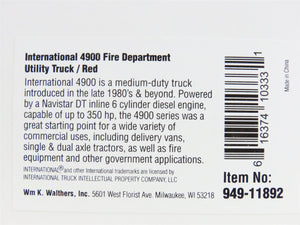 International 4900 Fire Department
Utility Truck / Red
International 4900 is a medium-duty truck
introduced in the late 1980's & beyond. Powered
by a Navistar DT inline 6 cylinder diesel engine,
capable of up to 350 hp, the 4900 series was a
great starting point for a wide variety of
commercial uses, including delivery vans,
single & dual axle tractors, as well as fire
equipment and other government applications.
INTERNATIONAL® and other International trademarks are licensed by
INTERNATIONAL TRUCK INTELLECTUAL PROPERTY COMPANY, LLC
Wm K. Walthers, Inc. 5601 West Florist Ave. Milwaukee, WI 53218
6 16374 10333 1
Made in China
Item No:
949-11892